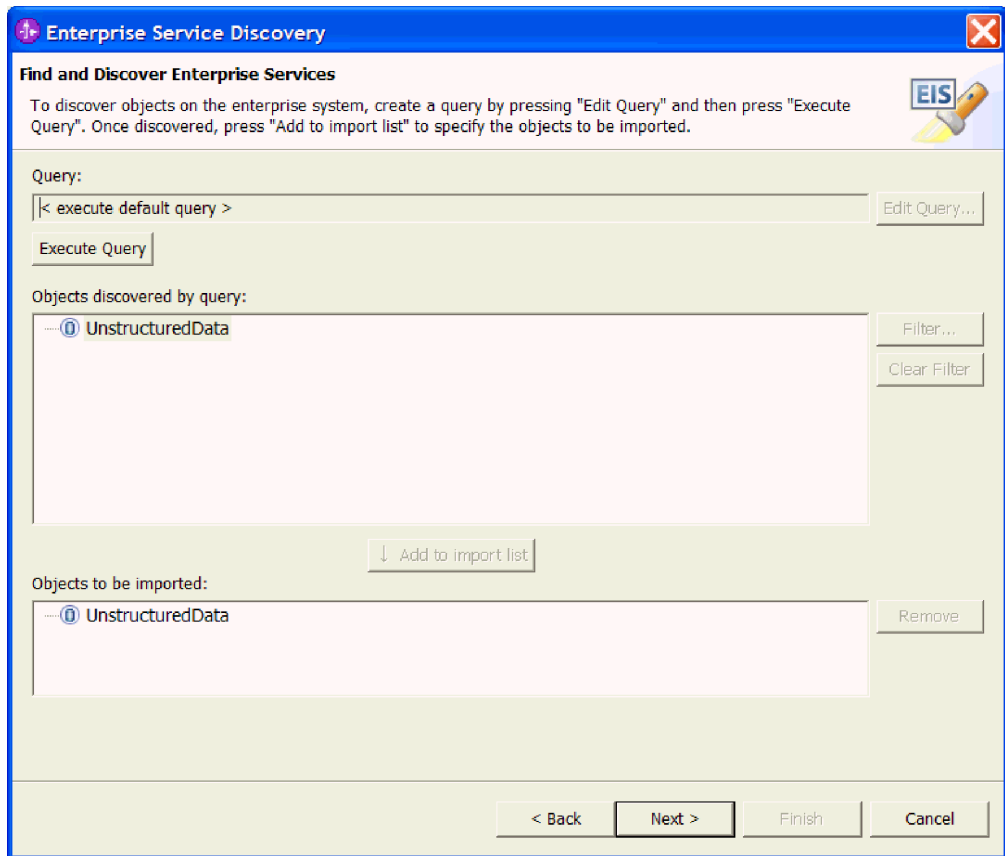 Enterprise Service Discovery
Find and Discover Enterprise Services
To discover objects on the enterprise system, create a query by pressing "Edit Query" and then press "Execute
Query". Once discovered, press "Add to import list" to specify the objects to be imported.
EIS
Query:
< execute default query >
Edit Query...
Execute Query
Objects discovered by query:
UnstructuredData
Filter...
Clear Filter
↓ Add to import list
Objects to be imported:
UnstructuredData
Remove
< Back
Next >
Finish
Cancel